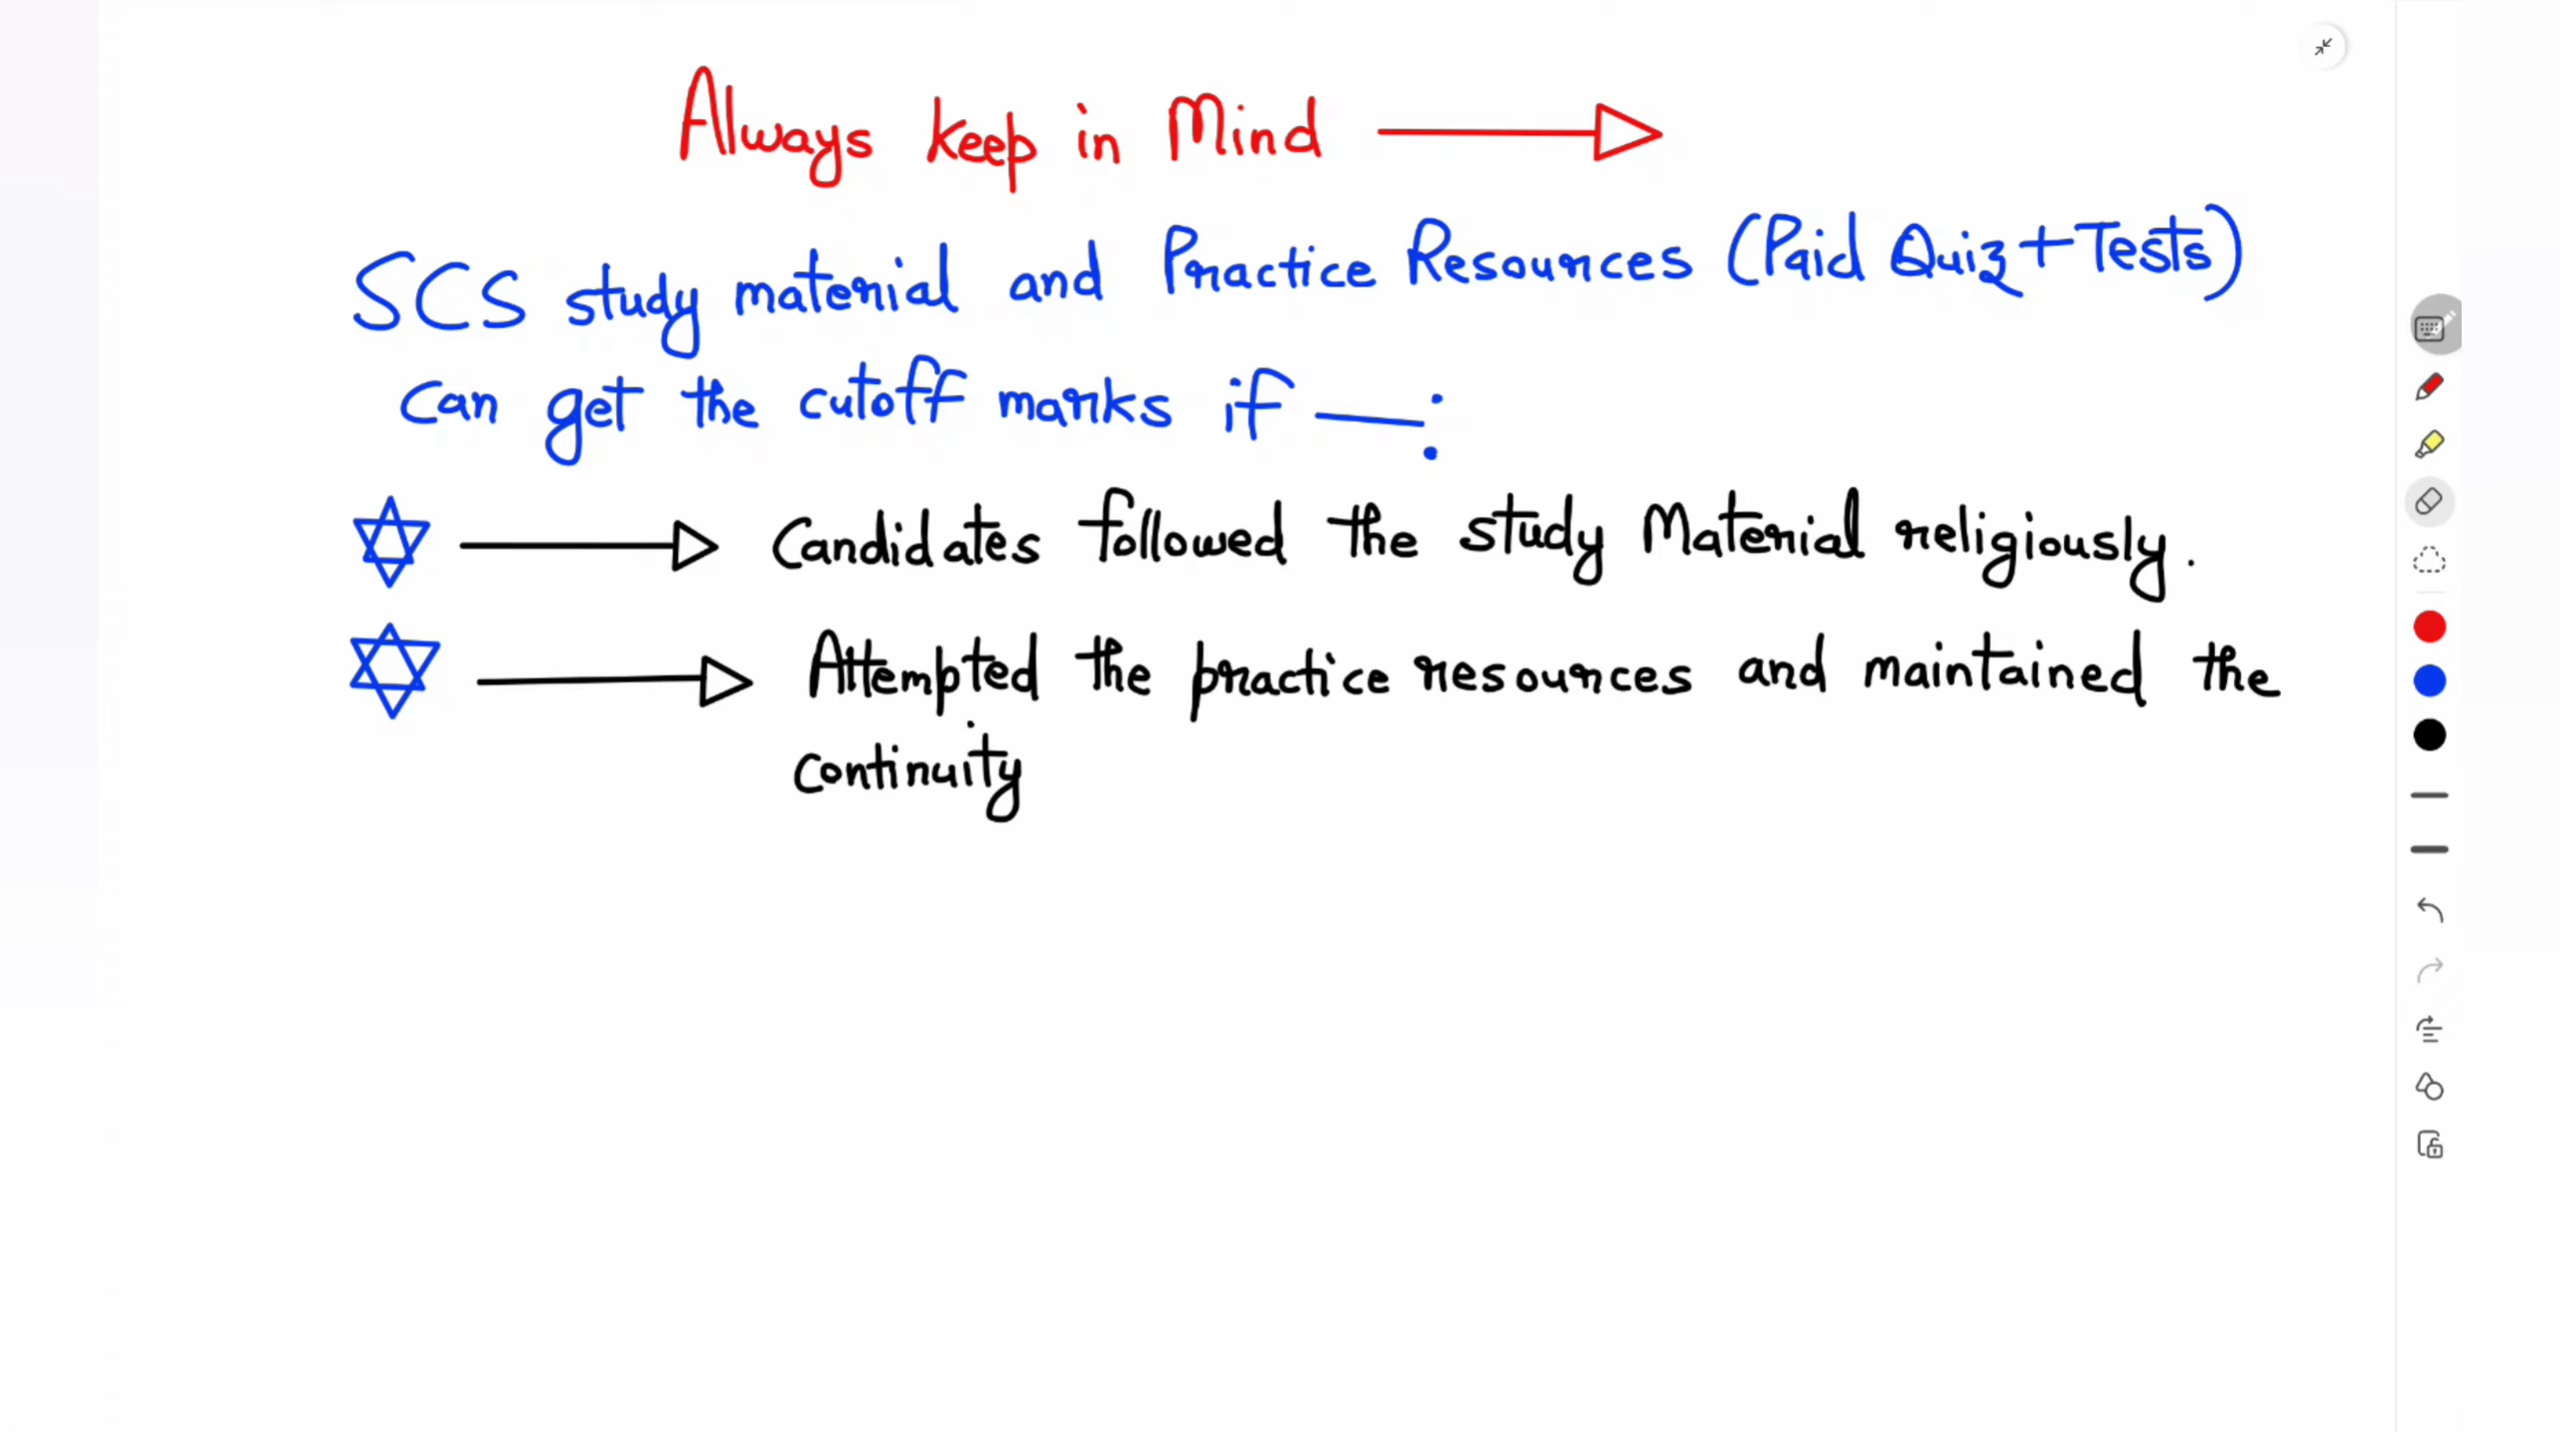 Always keep in Mind
SCS study material and Practice Resources (Paid Quiz+Tests)
can get the cutoff marks if —:
Candidates followed the study Material religiously.
Attempted the practice resources and maintained the
continuity